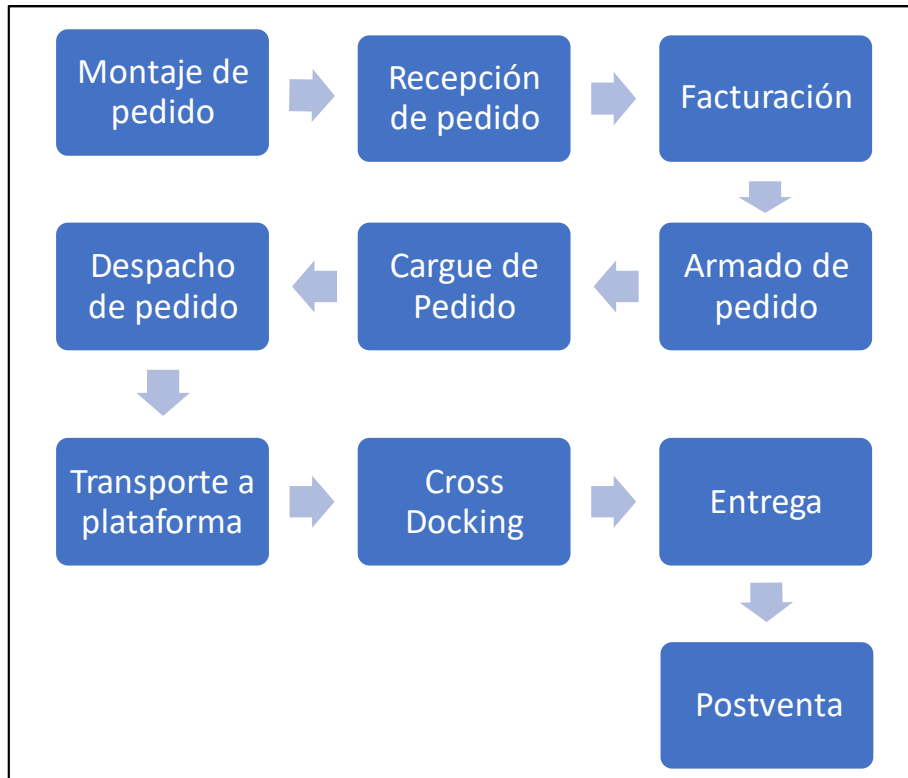 Montaje de
pedido
Recepción
de pedido
Facturación
Armado de
pedido
Cargue de
Pedido
Despacho
de pedido
Transporte a
plataforma
Cross
Docking
Entrega
Postventa